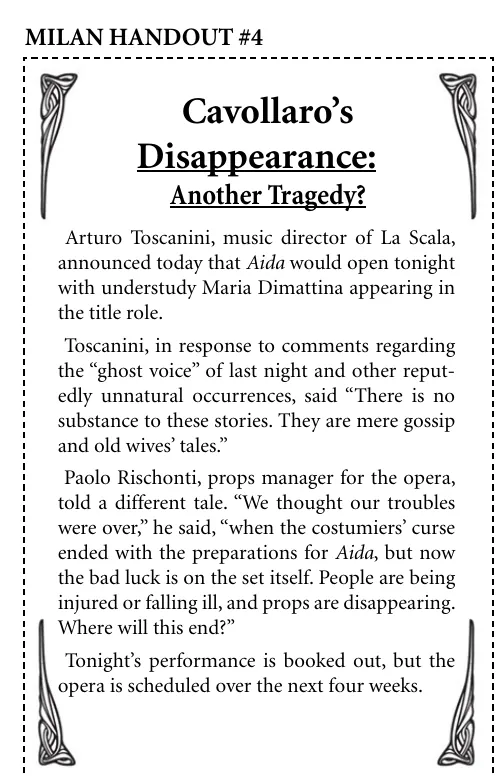 MILAN HANDOUT #4
Cavollaro’s
Disappearance:
Another Tragedy?
Arturo Toscanini, music director of La Scala,
announced today that Aida would open tonight
with understudy Maria Dimattina appearing in
the title role.
Toscanini, in response to comments regarding
the “ghost voice” of last night and other reput-
edly unnatural occurrences, said “There is no
substance to these stories. They are mere gossip
and old wives’ tales.”
Paolo Rischonti, props manager for the opera,
told a different tale. “We thought our troubles
were over,” he said, “when the costumiers’ curse
ended with the preparations for Aida, but now
the bad luck is on the set itself. People are being
injured or falling ill, and props are disappearing.
Where will this end?”
Tonight’s performance is booked out, but the
opera is scheduled over the next four weeks.